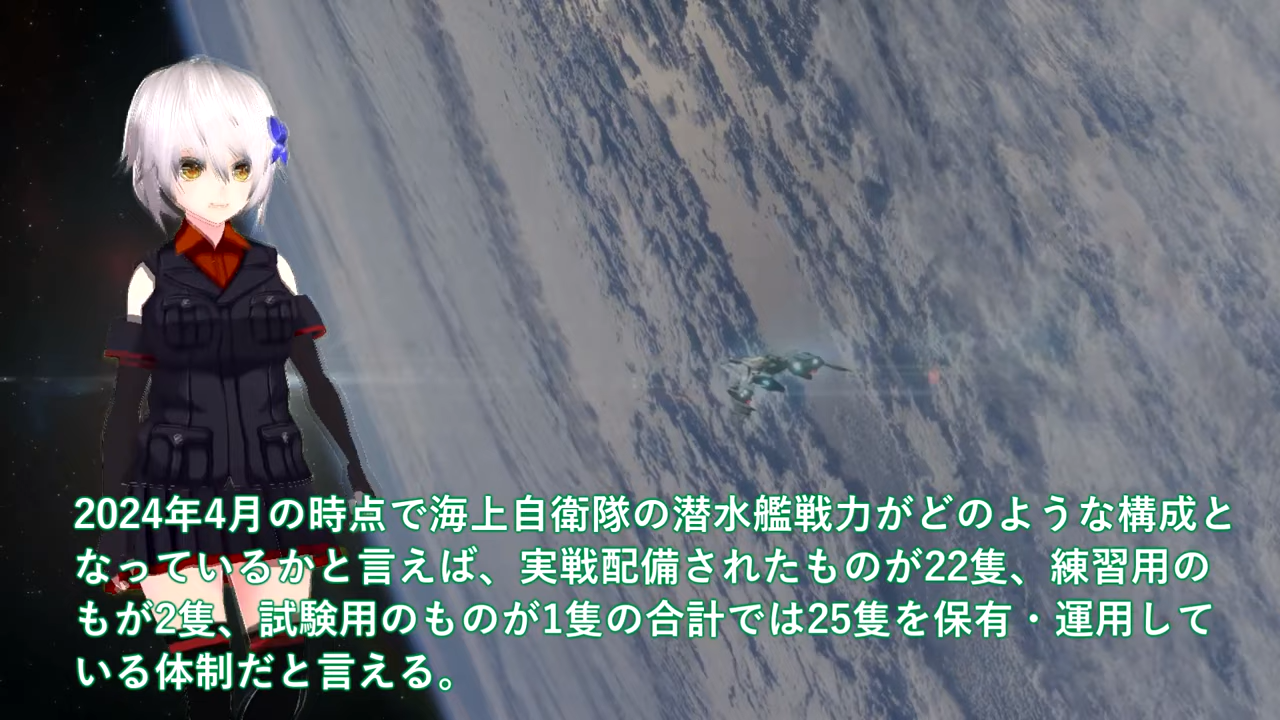 2024年4月の時点で海上自衛隊の潜水艦戦力がどのような構成と
なっているかと言えば、実戦配備されたものが22隻、練習用の
もが2隻、試験用のものが1隻の合計では25隻を保有・運用して
いる体制だと言える。